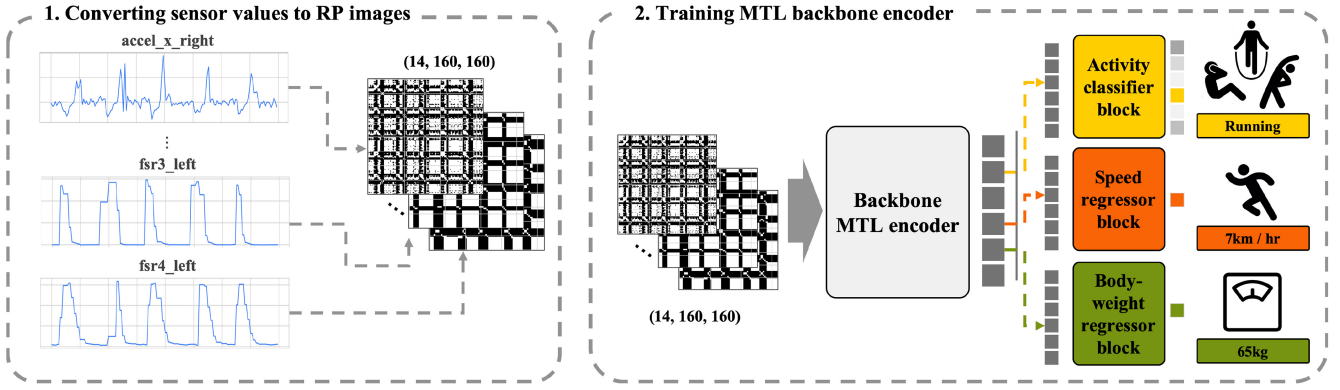 1. Converting sensor values to RP images
accel_x_right
⋮
fsr3_left
fsr4_left
(14, 160, 160)
2. Training MTL backbone encoder
(14, 160, 160)
Backbone
MTL encoder
Activity
classifier
block
Running
Speed
regressor
block
7km / hr
Body-
weight
regressor
block
65kg